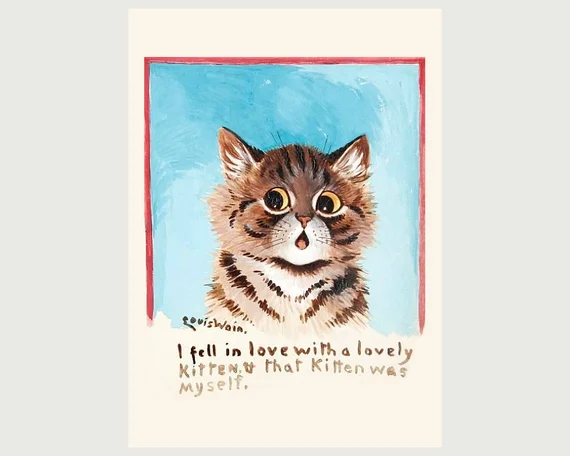 Louis Wain.
I fell in love with a lovely
Kitten, & that Kitten was
Myself.